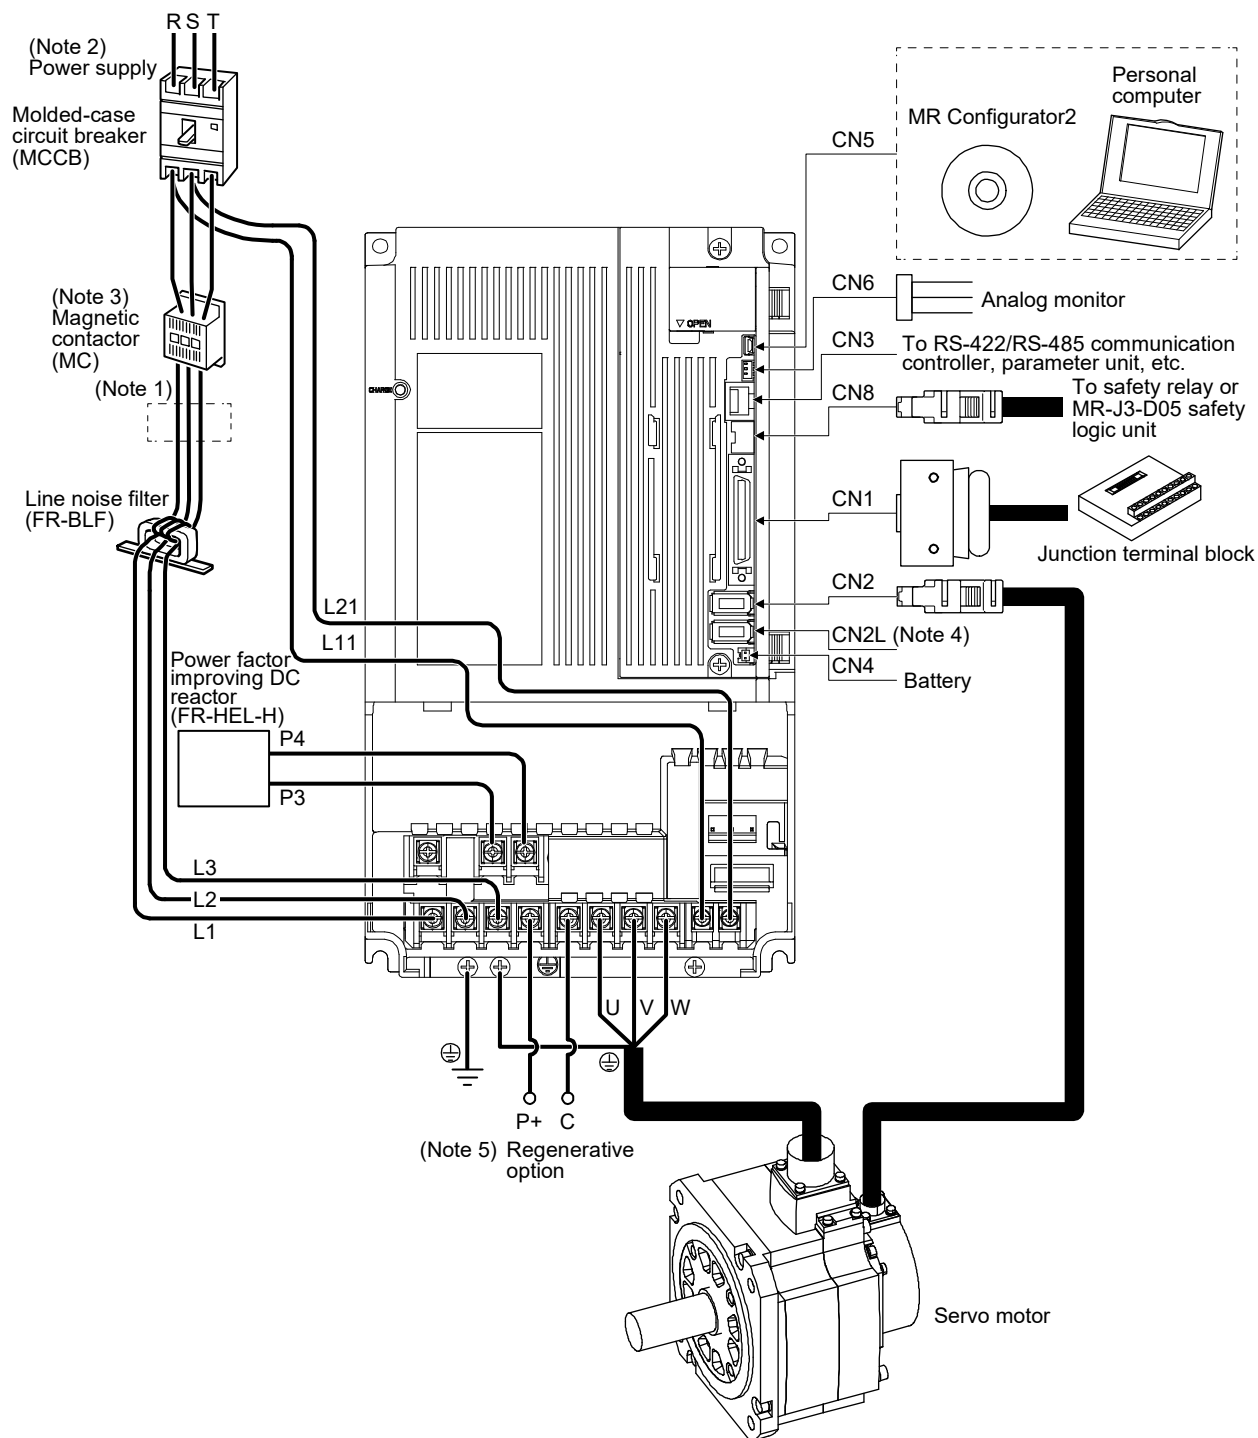 R S T
(Note 2)
Power supply
Molded-case
circuit breaker
(MCCB)
(Note 3)
Magnetic
contactor
(MC)
(Note 1)
Line noise filter
(FR-BLF)
L21
L11
Power factor
improving DC
reactor
(FR-HEL-H)
P4
P3
L3
L2
L1
OPEN
CHARGE
CN5
MR Configurator2
Personal
computer
CN6
Analog monitor
CN3
To RS-422/RS-485 communication
controller, parameter unit, etc.
CN8
To safety relay or
MR-J3-D05 safety
logic unit
CN1
Junction terminal block
CN2
CN2L (Note 4)
CN4
Battery
U V W
P+ C
(Note 5) Regenerative
option
Servo motor